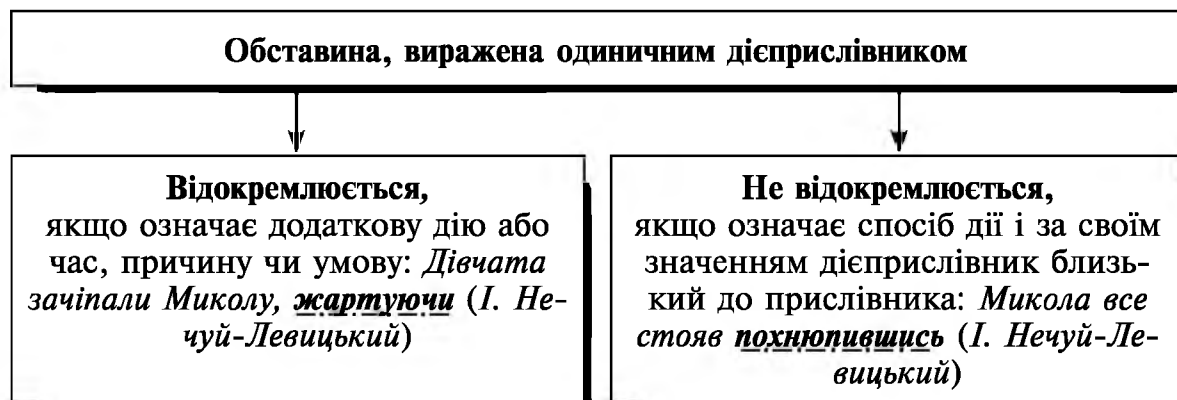 Обставина, виражена одиничним дієприслівником
Відокремлюється,
якщо означає додаткову дію або
час, причину чи умову: Дівчата
зачіпали Миколу, жартуючи (І. Не-
чуй-Левицький)
Не відокремлюється,
якщо означає спосіб дії і за своїм
значенням дієприслівник близь-
кий до прислівника: Микола все
стояв похнюпившись (І. Нечуй-Ле-
вицький)